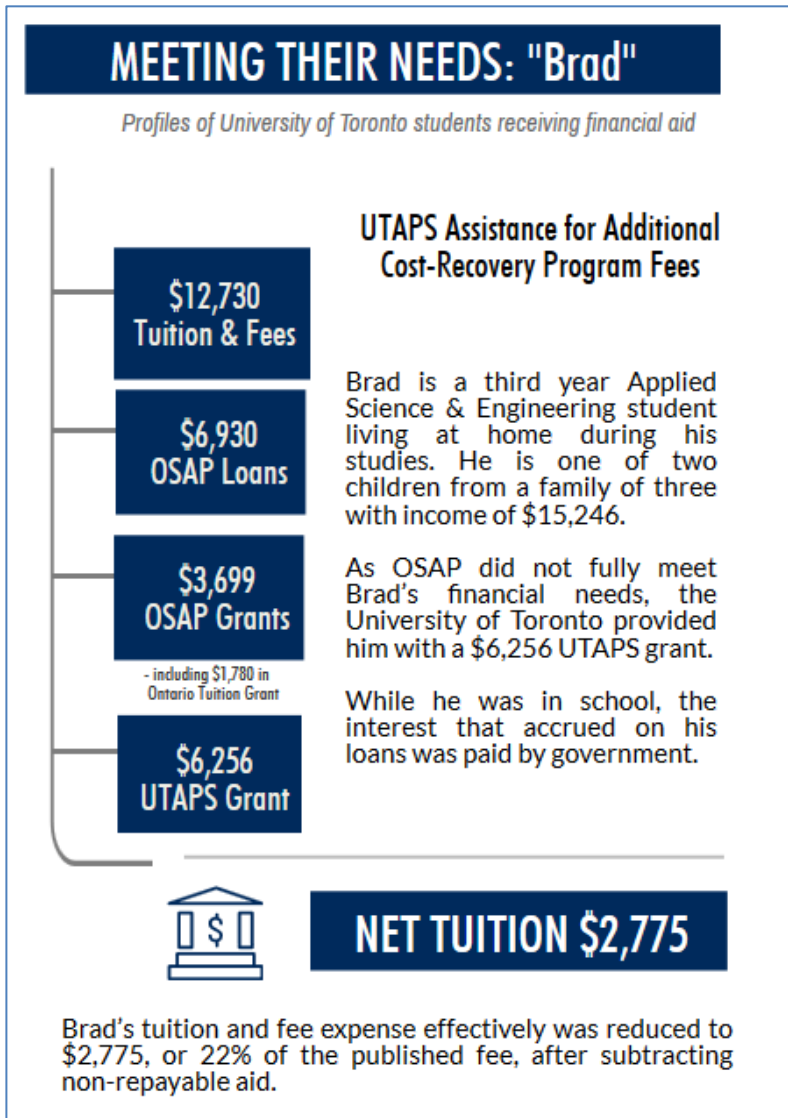 MEETING THEIR NEEDS: "Brad"
Profiles of University of Toronto students receiving financial aid
UTAPS Assistance for Additional
Cost-Recovery Program Fees
$12,730
Tuition & Fees
$6,930
OSAP Loans
$3,699
OSAP Grants
- including $1,780 in
Ontario Tuition Grant
$6,256
UTAPS Grant
Brad is a third year Applied
Science & Engineering student
living at home during his
studies. He is one of two
children from a family of three
with income of $15,246.
As OSAP did not fully meet
Brad's financial needs, the
University of Toronto provided
him with a $6,256 UTAPS grant.
While he was in school, the
interest that accrued on his
loans was paid by government.
$
NET TUITION $2,775
Brad's tuition and fee expense effectively was reduced to
$2,775, or 22% of the published fee, after subtracting
non-repayable aid.